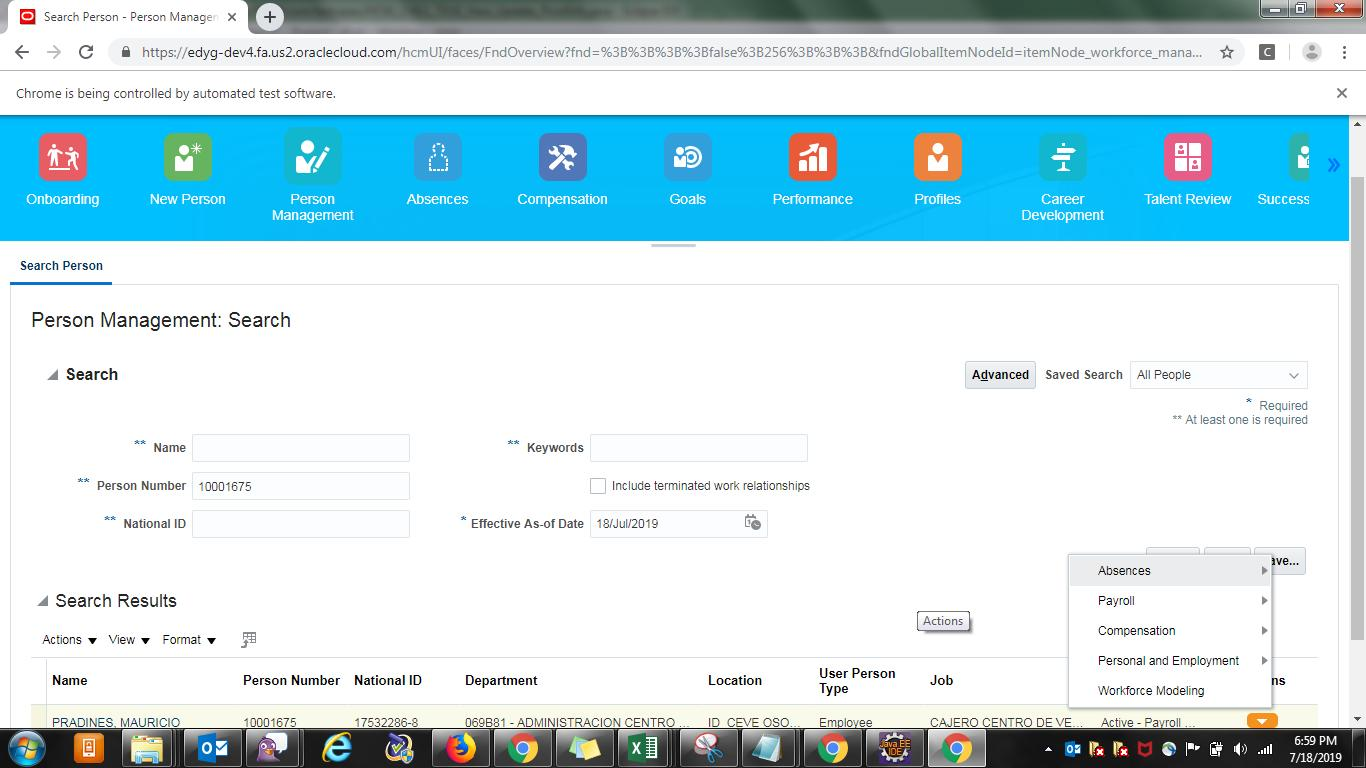 Search Person - Person Managem
https://edyg-dev4.fa.us2.oraclecloud.com/hcmUI/faces/FndOverview?fnd=%3B%3B%3B%3Bfalse%3B256%3B%3B%3B&fndGlobalItemNodeId=itemNode_workforce_mana...
C
Chrome is being controlled by automated test software.
Onboarding
New Person
Person Management
Absences
Compensation
Goals
Performance
Profiles
Career Development
Talent Review
Success
Search Person
Person Management: Search
Search
Advanced
Saved Search
All People
* Required
** At least one is required
** Name
** Keywords
** Person Number 10001675
Include terminated work relationships
** National ID
* Effective As-of Date 18/Jul/2019
ave...
Absences
Payroll
Compensation
Personal and Employment
Workforce Modeling
Search Results
Actions
Actions View Format
Name Person Number National ID Department Location User Person Type Job ns
PRADINES, MAURICIO 10001675 17532286-8 069B81 - ADMINISTRACION CENTRO ... ID_CEVE OSO... Employee CAJERO CENTRO DE VE... Active - Payroll ...
Java EE IDE
6:59 PM
7/18/2019